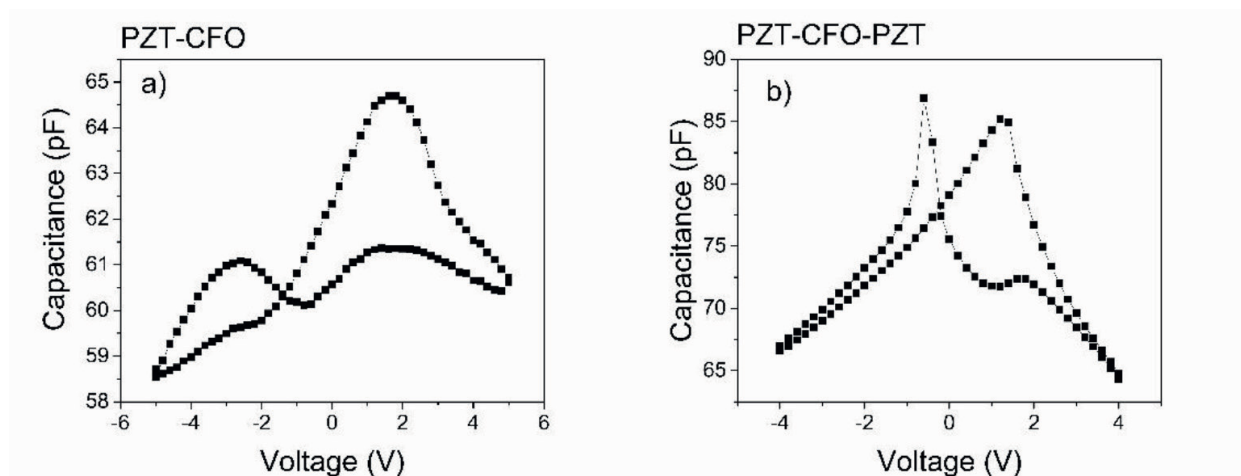 PZT-CFO
a)
Capacitance (pF)
65
64
63
62
61
60
59
58
-6 -4 -2 0 2 4 6
Voltage (V)
PZT-CFO-PZT
b)
Capacitance (pF)
90
85
80
75
70
65
-4 -2 0 2 4
Voltage (V)